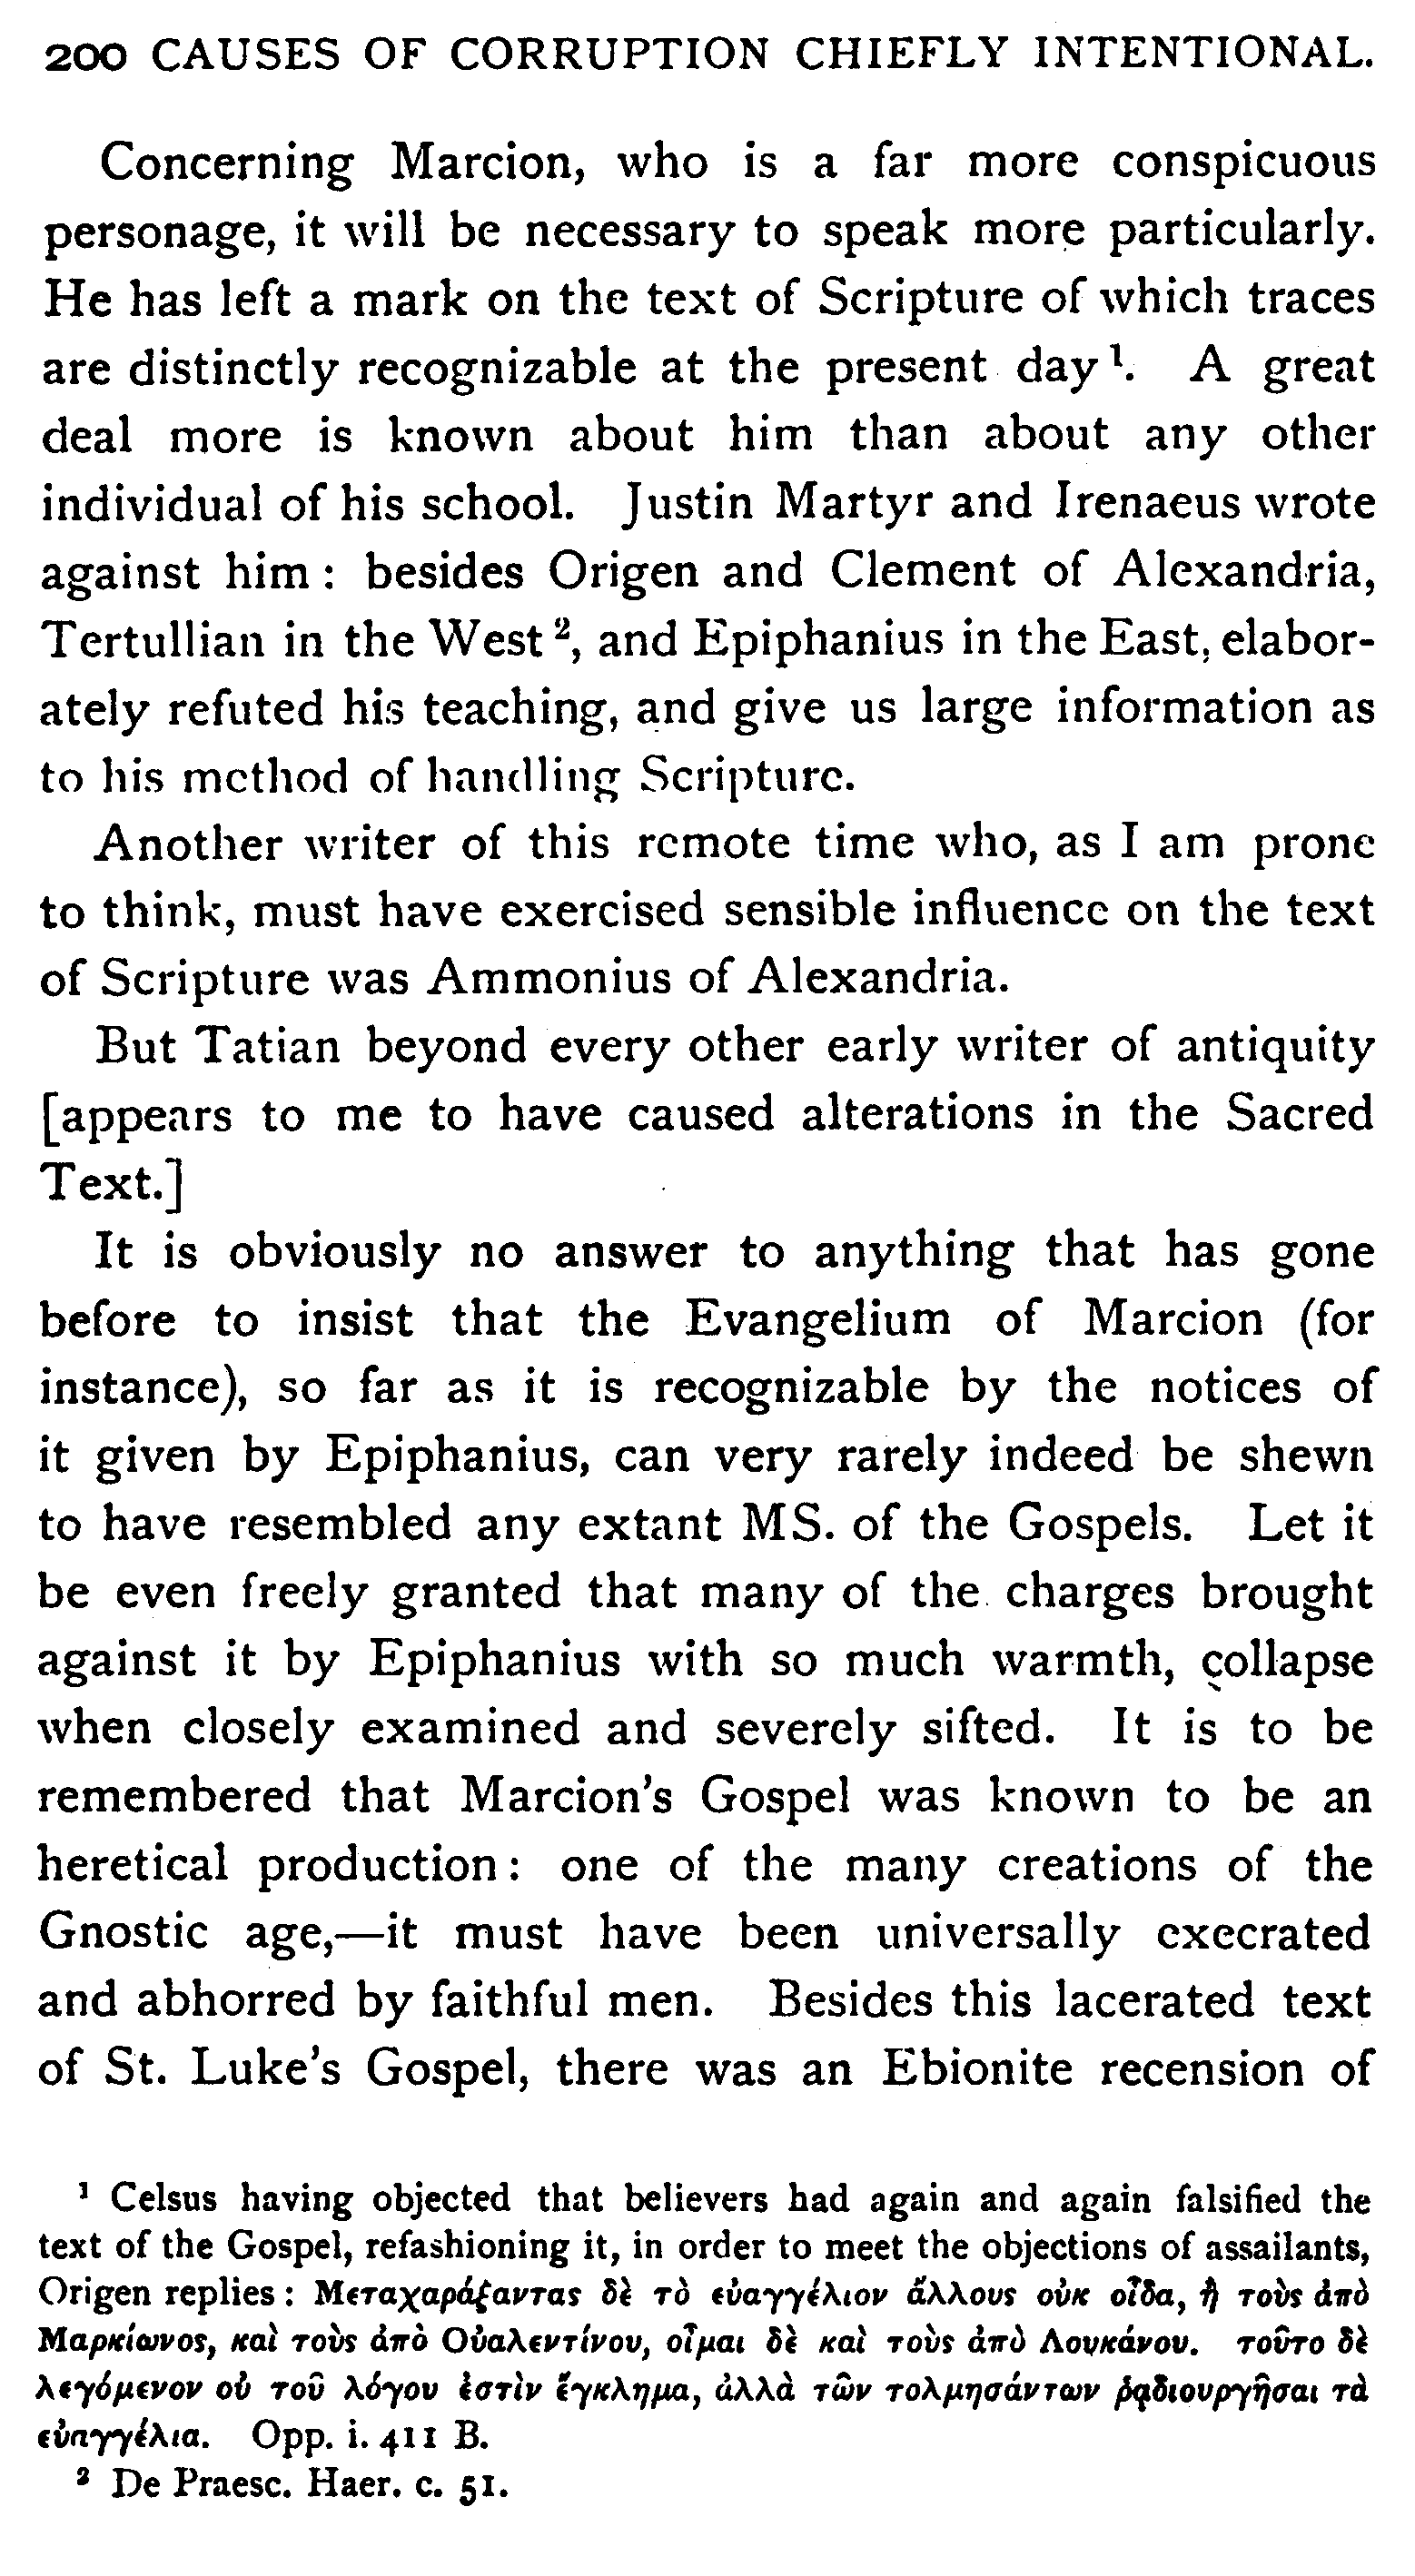 200 CAUSES OF CORRUPTION CHIEFLY INTENTIONAL.
Concerning Marcion, who is a far more conspicuous
personage, it will be necessary to speak more particularly.
He has left a mark on the text of Scripture of which traces
are distinctly recognizable at the present day ¹. A great
deal more is known about him than about any other
individual of his school. Justin Martyr and Irenaeus wrote
against him : besides Origen and Clement of Alexandria,
Tertullian in the West ², and Epiphanius in the East, elabor-
ately refuted his teaching, and give us large information as
to his method of handling Scripture.
Another writer of this remote time who, as I am prone
to think, must have exercised sensible influence on the text
of Scripture was Ammonius of Alexandria.
But Tatian beyond every other early writer of antiquity
[appears to me to have caused alterations in the Sacred
Text.]
It is obviously no answer to anything that has gone
before to insist that the Evangelium of Marcion (for
instance), so far as it is recognizable by the notices of
it given by Epiphanius, can very rarely indeed be shewn
to have resembled any extant MS. of the Gospels. Let it
be even freely granted that many of the charges brought
against it by Epiphanius with so much warmth, collapse
when closely examined and severely sifted. It is to be
remembered that Marcion's Gospel was known to be an
heretical production : one of the many creations of the
Gnostic age,—it must have been universally execrated
and abhorred by faithful men. Besides this lacerated text
of St. Luke's Gospel, there was an Ebionite recension of
¹ Celsus having objected that believers had again and again falsified the
text of the Gospel, refashioning it, in order to meet the objections of assailants,
Origen replies : Μεταχαράξαντας δὲ τὸ εὐαγγέλιον ἄλλους οὐκ οἶδα, ἢ τοὺς ἀπὸ
Μαρκίωνος, καὶ τοὺς ἀπὸ Οὐαλεντίνου, οἶμαι δὲ καὶ τοὺς ἀπὸ Λουκάνου. τοῦτο δὲ
λεγόμενον οὐ τοῦ λόγου ἐστὶν ἔγκλημα, ἀλλὰ τῶν τολμησάντων ῥᾳδιουργῆσαι τὰ
εὐαγγέλια. Opp. i. 411 B.
² De Praesc. Haer. c. 51.